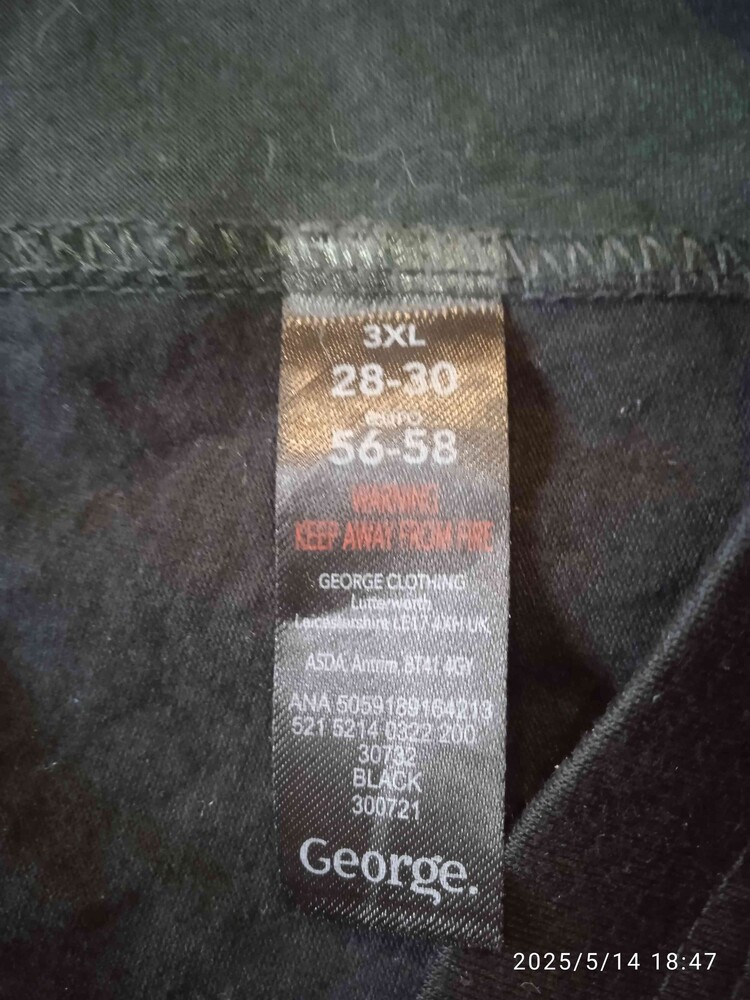 3XL
28-30
euro
56-58
WARNING
KEEP AWAY FROM FIRE
GEORGE CLOTHING
Lutterworth
Leicestershire LE17 4XH UK
ASDA, Antrim, BT41 4GY
ANA 5059189164213
521 5214 0322 200
30732
BLACK
300721
George.
2025/5/14 18:47